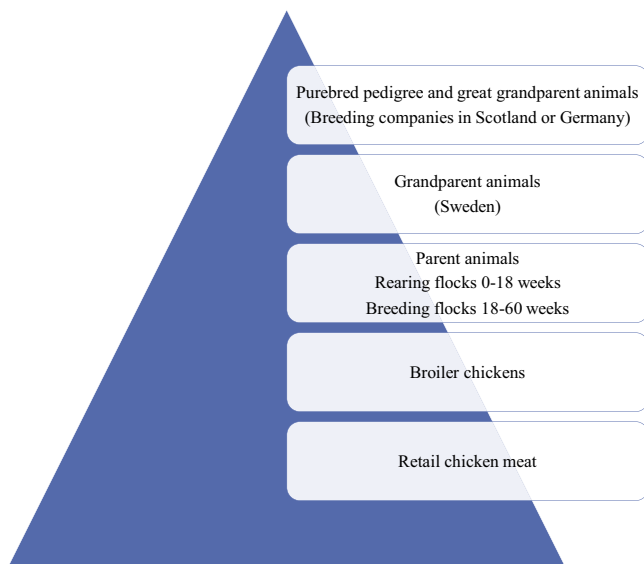 Purebred pedigree and great grandparent animals
(Breeding companies in Scotland or Germany)
Grandparent animals
(Sweden)
Parent animals
Rearing flocks 0-18 weeks
Breeding flocks 18-60 weeks
Broiler chickens
Retail chicken meat